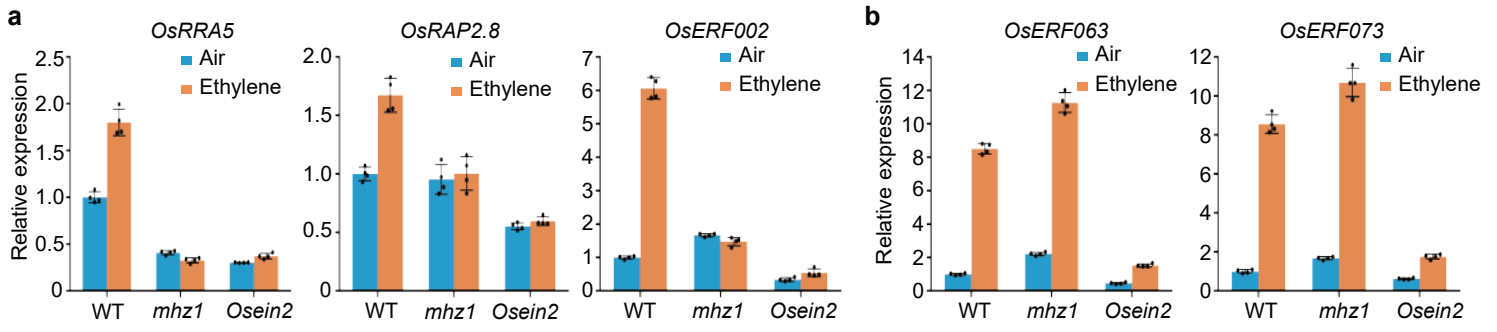 a
OsRRA5
Relative expression
2.5
2.0
1.5
1.0
0.5
0
Air
Ethylene
WT
mhz1
Osein2
OsRAP2.8
2.0
1.5
1.0
0.5
0
Air
Ethylene
WT
mhz1
Osein2
OsERF002
7
6
5
4
3
2
1
0
Air
Ethylene
WT
mhz1
Osein2
b
OsERF063
Relative expression
14
12
10
8
6
4
2
0
Air
Ethylene
WT
mhz1
Osein2
OsERF073
12
10
8
6
4
2
0
Air
Ethylene
WT
mhz1
Osein2